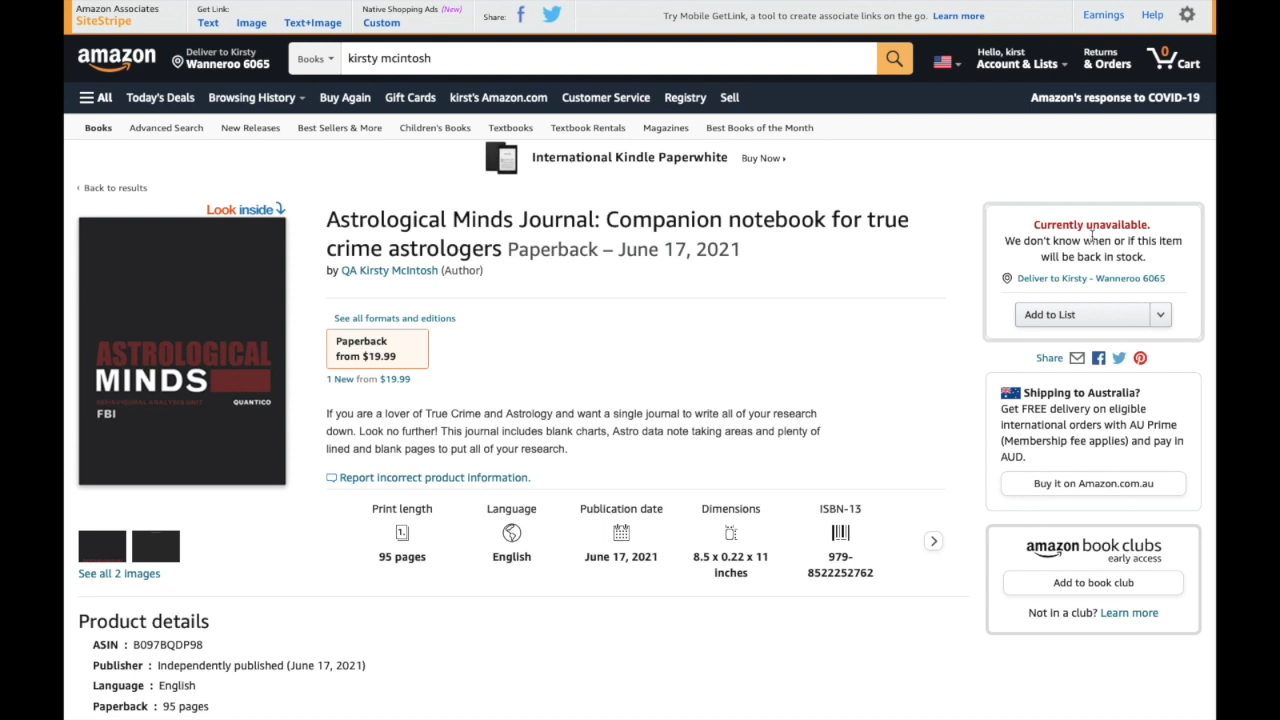 Amazon Associates
SiteStripe
Get Link:
Text Image Text+Image
Native Shopping Ads (New)
Custom
Share:
Try Mobile GetLink, a tool to create associate links on the go. Learn more
Earnings Help
amazon
Deliver to Kirsty
Wanneroo 6065
Books
kirsty mcintosh
Hello, kirst
Account & Lists
Returns
& Orders
0
Cart
All Today's Deals Browsing History Buy Again Gift Cards kirst's Amazon.com Customer Service Registry Sell
Amazon's response to COVID-19
Books Advanced Search New Releases Best Sellers & More Children's Books Textbooks Textbook Rentals Magazines Best Books of the Month
International Kindle Paperwhite Buy Now ›
‹ Back to results
Look inside
ASTROLOGICAL
MINDS
BEHAVIOURAL ANALYSIS UNIT
QUANTICO
FBI
See all 2 images
Astrological Minds Journal: Companion notebook for true
crime astrologers Paperback – June 17, 2021
by QA Kirsty McIntosh (Author)
See all formats and editions
Paperback
from $19.99
1 New from $19.99
If you are a lover of True Crime and Astrology and want a single journal to write all of your research
down. Look no further! This journal includes blank charts, Astro data note taking areas and plenty of
lined and blank pages to put all of your research.
Report incorrect product information.
Print length
1.
95 pages
Language
English
Publication date
June 17, 2021
Dimensions
8.5 x 0.22 x 11
inches
ISBN-13
979-
8522252762
Currently unavailable.
We don't know when or if this item
will be back in stock.
Deliver to Kirsty - Wanneroo 6065
Add to List
Share
Shipping to Australia?
Get FREE delivery on eligible
international orders with AU Prime
(Membership fee applies) and pay in
AUD.
Buy it on Amazon.com.au
amazon book clubs
early access
Add to book club
Not in a club? Learn more
Product details
ASIN : B097BQDP98
Publisher : Independently published (June 17, 2021)
Language : English
Paperback : 95 pages